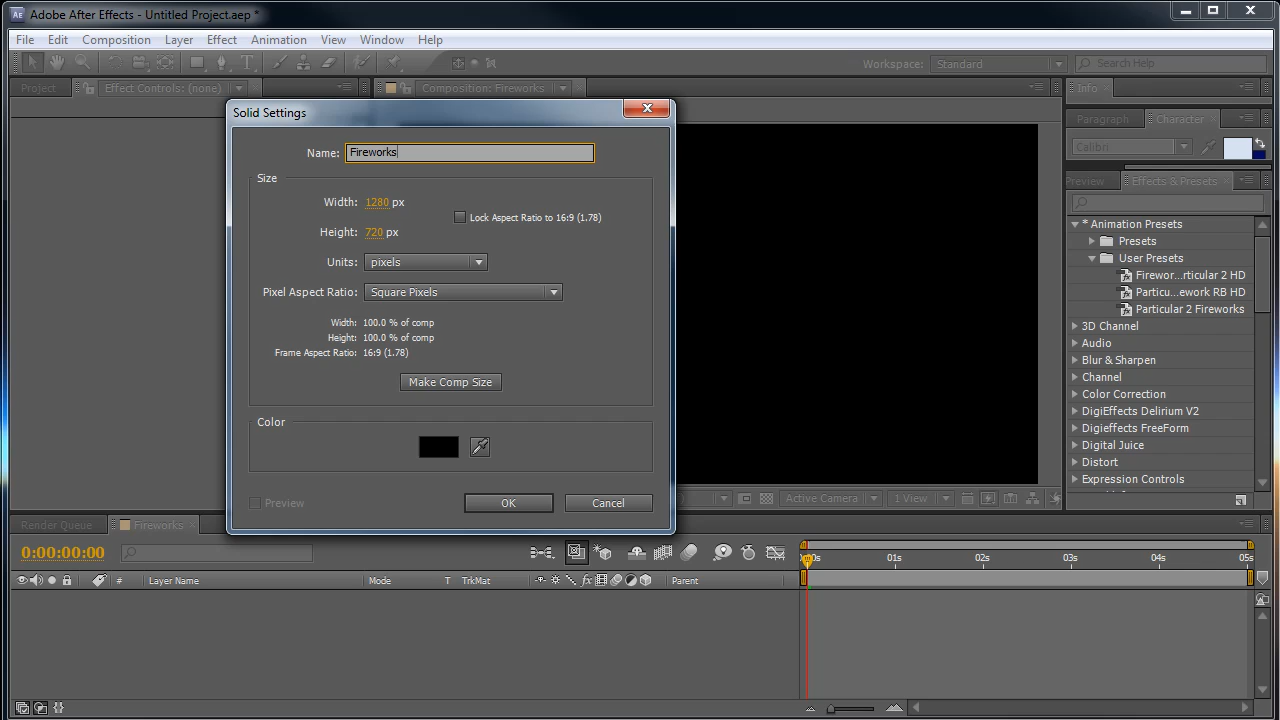 Adobe After Effects - Untitled Project.aep *
File Edit Composition Layer Effect Animation View Window Help
Workspace: Standard Search Help
Project Effect Controls: (none) Composition: Fireworks Info
Solid Settings
Paragraph Character
Name: Fireworks
Calibri
Size
Preview Effects & Presets
Width: 1280 px
Lock Aspect Ratio to 16:9 (1.78)
Height: 720 px
* Animation Presets
Presets
Units: pixels
User Presets
Firewor...rticular 2 HD
Pixel Aspect Ratio: Square Pixels
Particu...ework RB HD
Particular 2 Fireworks
Width: 100.0 % of comp
3D Channel
Height: 100.0 % of comp
Audio
Frame Aspect Ratio: 16:9 (1.78)
Blur & Sharpen
Channel
Make Comp Size
Color Correction
DigiEffects Delirium V2
Color
Digieffects FreeForm
Digital Juice
Distort
Expression Controls
Preview OK Cancel
Active Camera 1 View
Render Queue Fireworks
0:00:00:00
01s 02s 03s 04s 05s
# Layer Name Mode T TrkMat Parent